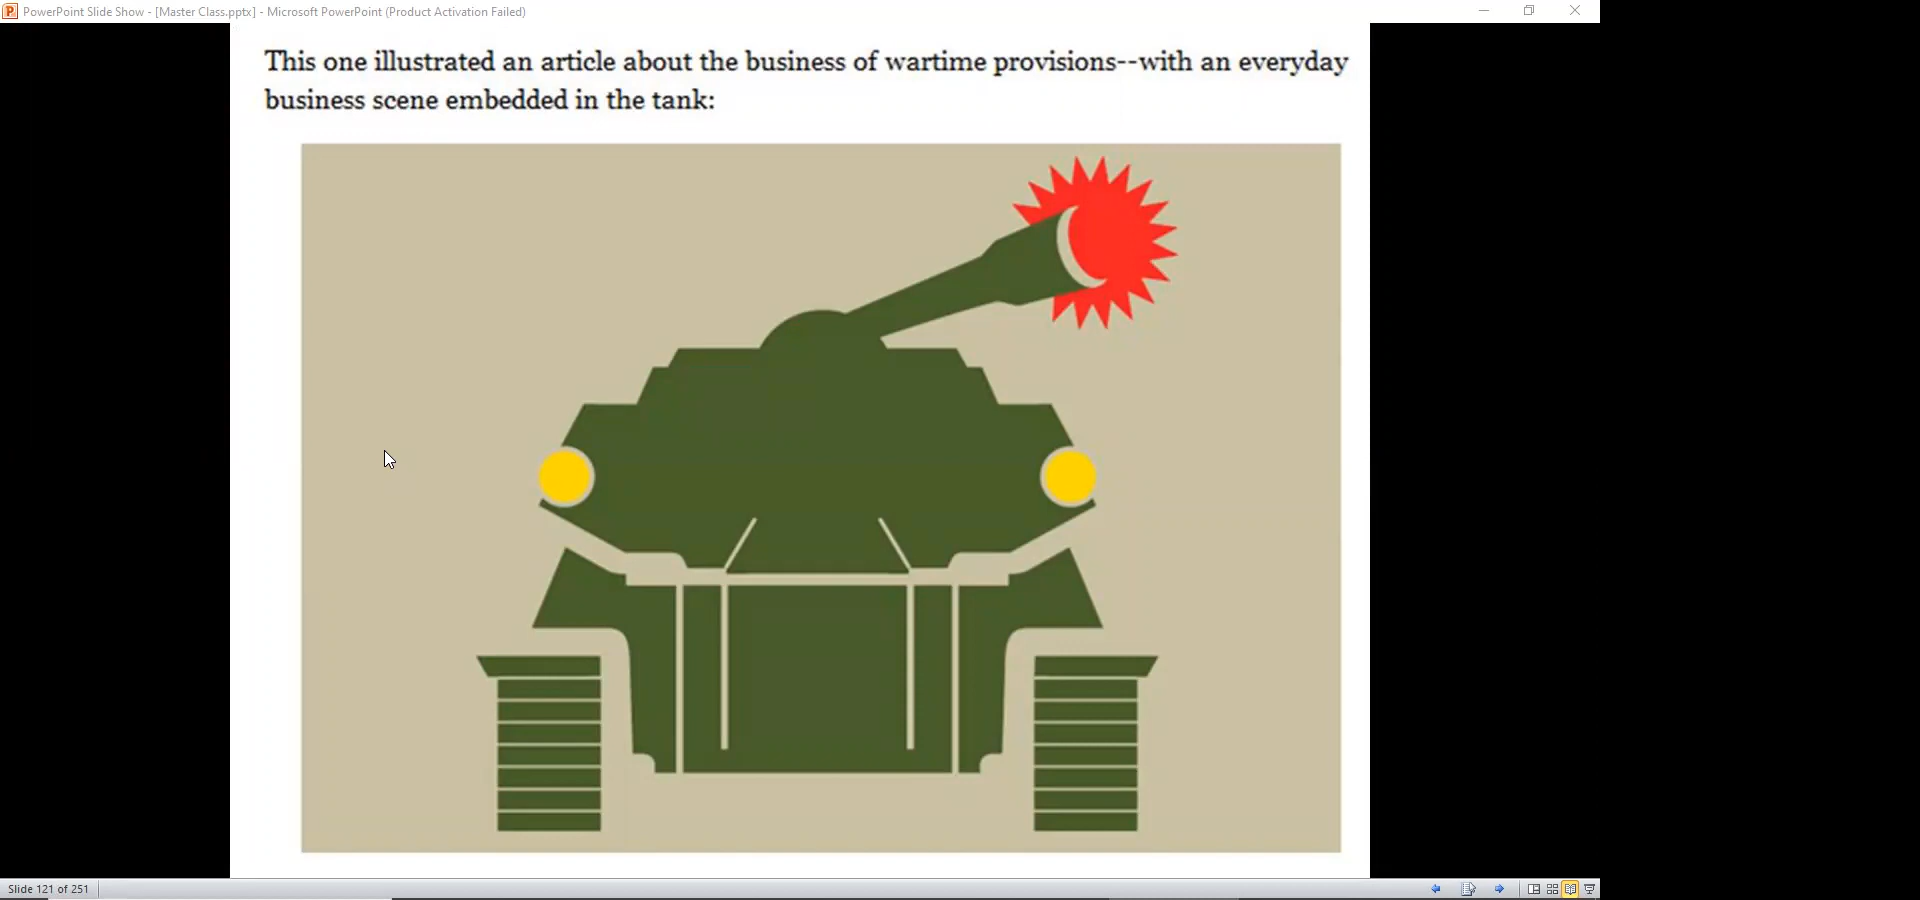 PowerPoint Slide Show - [Master Class.pptx] - Microsoft PowerPoint (Product Activation Failed)
This one illustrated an article about the business of wartime provisions--with an everyday
business scene embedded in the tank:
Slide 121 of 251